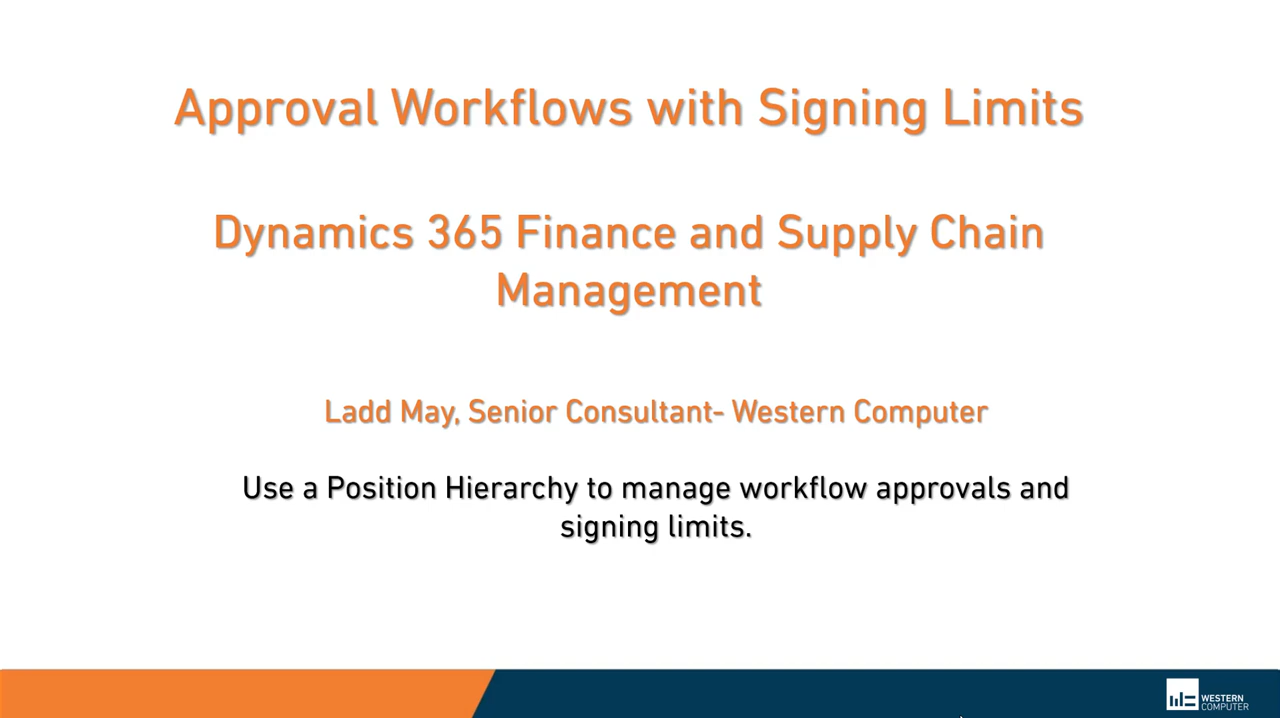 Approval Workflows with Signing Limits
Dynamics 365 Finance and Supply Chain
Management
Ladd May, Senior Consultant- Western Computer
Use a Position Hierarchy to manage workflow approvals and
signing limits.
WESTERN
COMPUTER